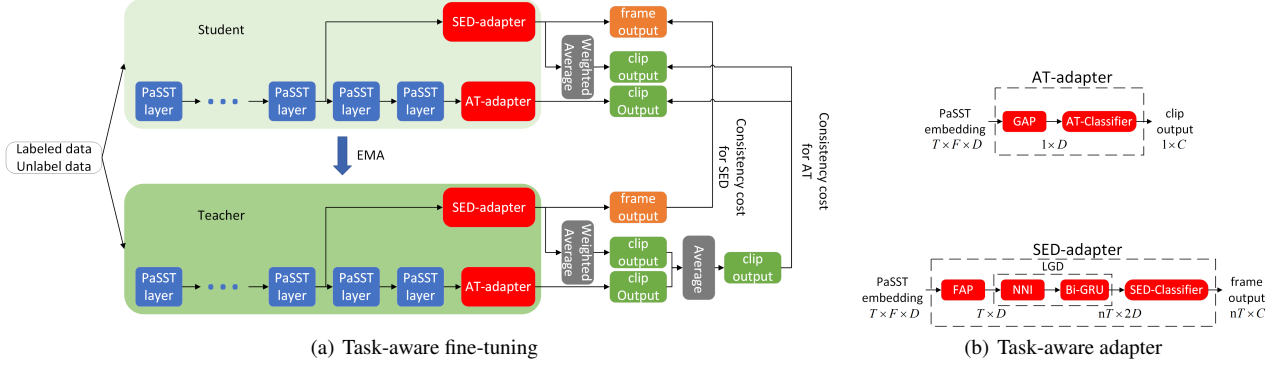 Student
SED-adapter
PaSST
layer
PaSST
layer
PaSST
layer
PaSST
layer
AT-adapter
frame
output
Weighted
Average
clip
output
clip
Output
Labeled data
Unlabel data
EMA
Consistency cost
for SED
Consistency cost
for AT
Teacher
SED-adapter
PaSST
layer
PaSST
layer
PaSST
layer
PaSST
layer
AT-adapter
frame
output
Weighted
Average
clip
output
clip
Output
Average
clip
output
(a) Task-aware fine-tuning
AT-adapter
PaSST
embedding
T × F × D
GAP
AT-Classifier
1 × D
clip
output
1 × C
SED-adapter
LGD
PaSST
embedding
T × F × D
FAP
NNI
Bi-GRU
SED-Classifier
T × D
nT × 2D
frame
output
nT × C
(b) Task-aware adapter